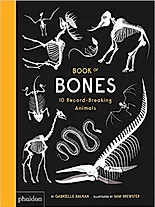 BOOK OF
BONES
10 Record-Breaking
Animals
BY GABRIELLE BALKAN
ILLUSTRATED BY SAM BREWSTER
phaidon